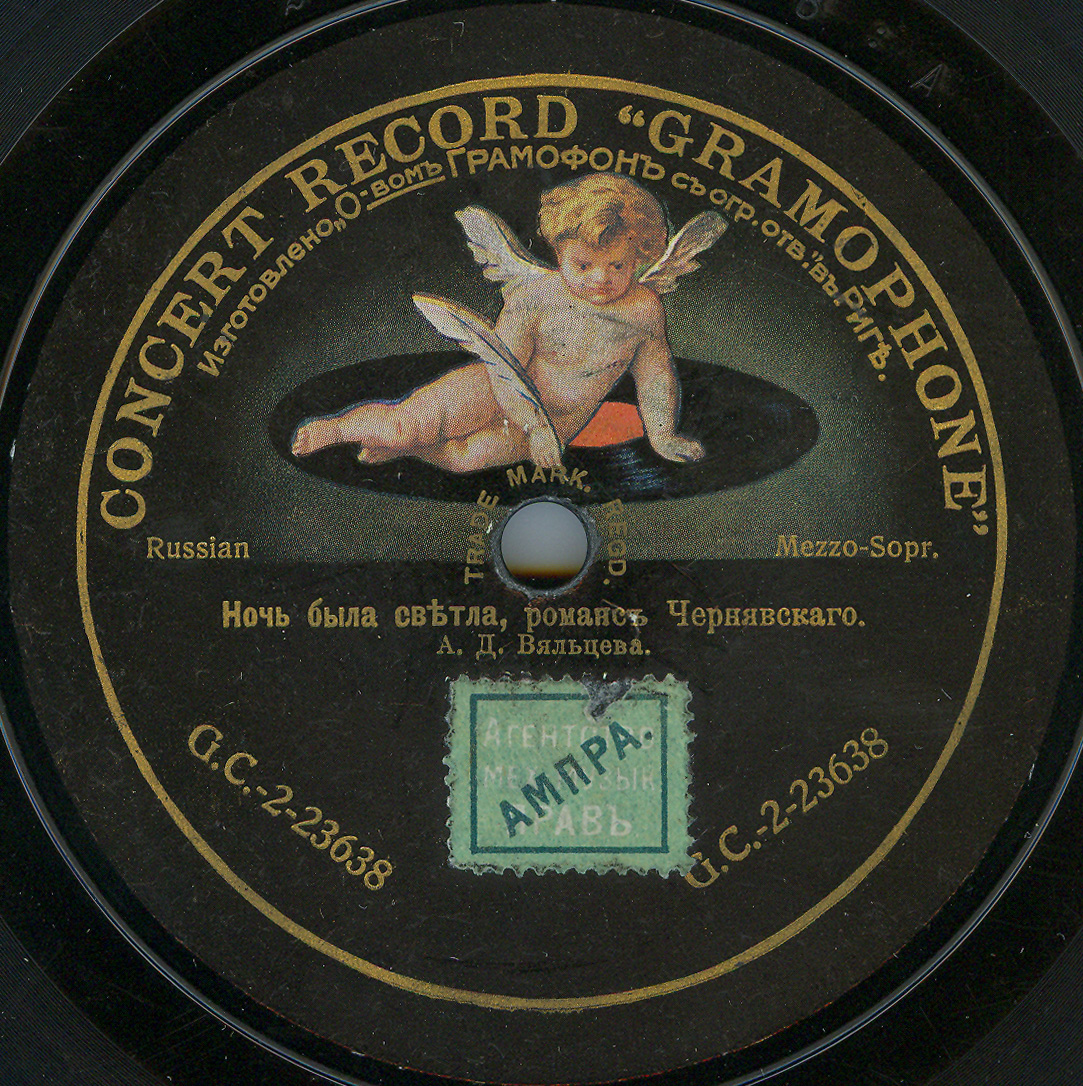 CONCERT RECORD “GRAMOPHONE”
Изготовлено „О-вомъ ГРАМОФОНЪ съ огр. отв.“ въ Ригѣ.
TRADE MARK. REGD.
Russian
Mezzo-Sopr.
Ночь была свѣтла, романсъ Чернявскаго.
А. Д. Вяльцева.
G.C.-2-23638
G.C.-2-23638
АМПРА.
ПРАВЪ
A